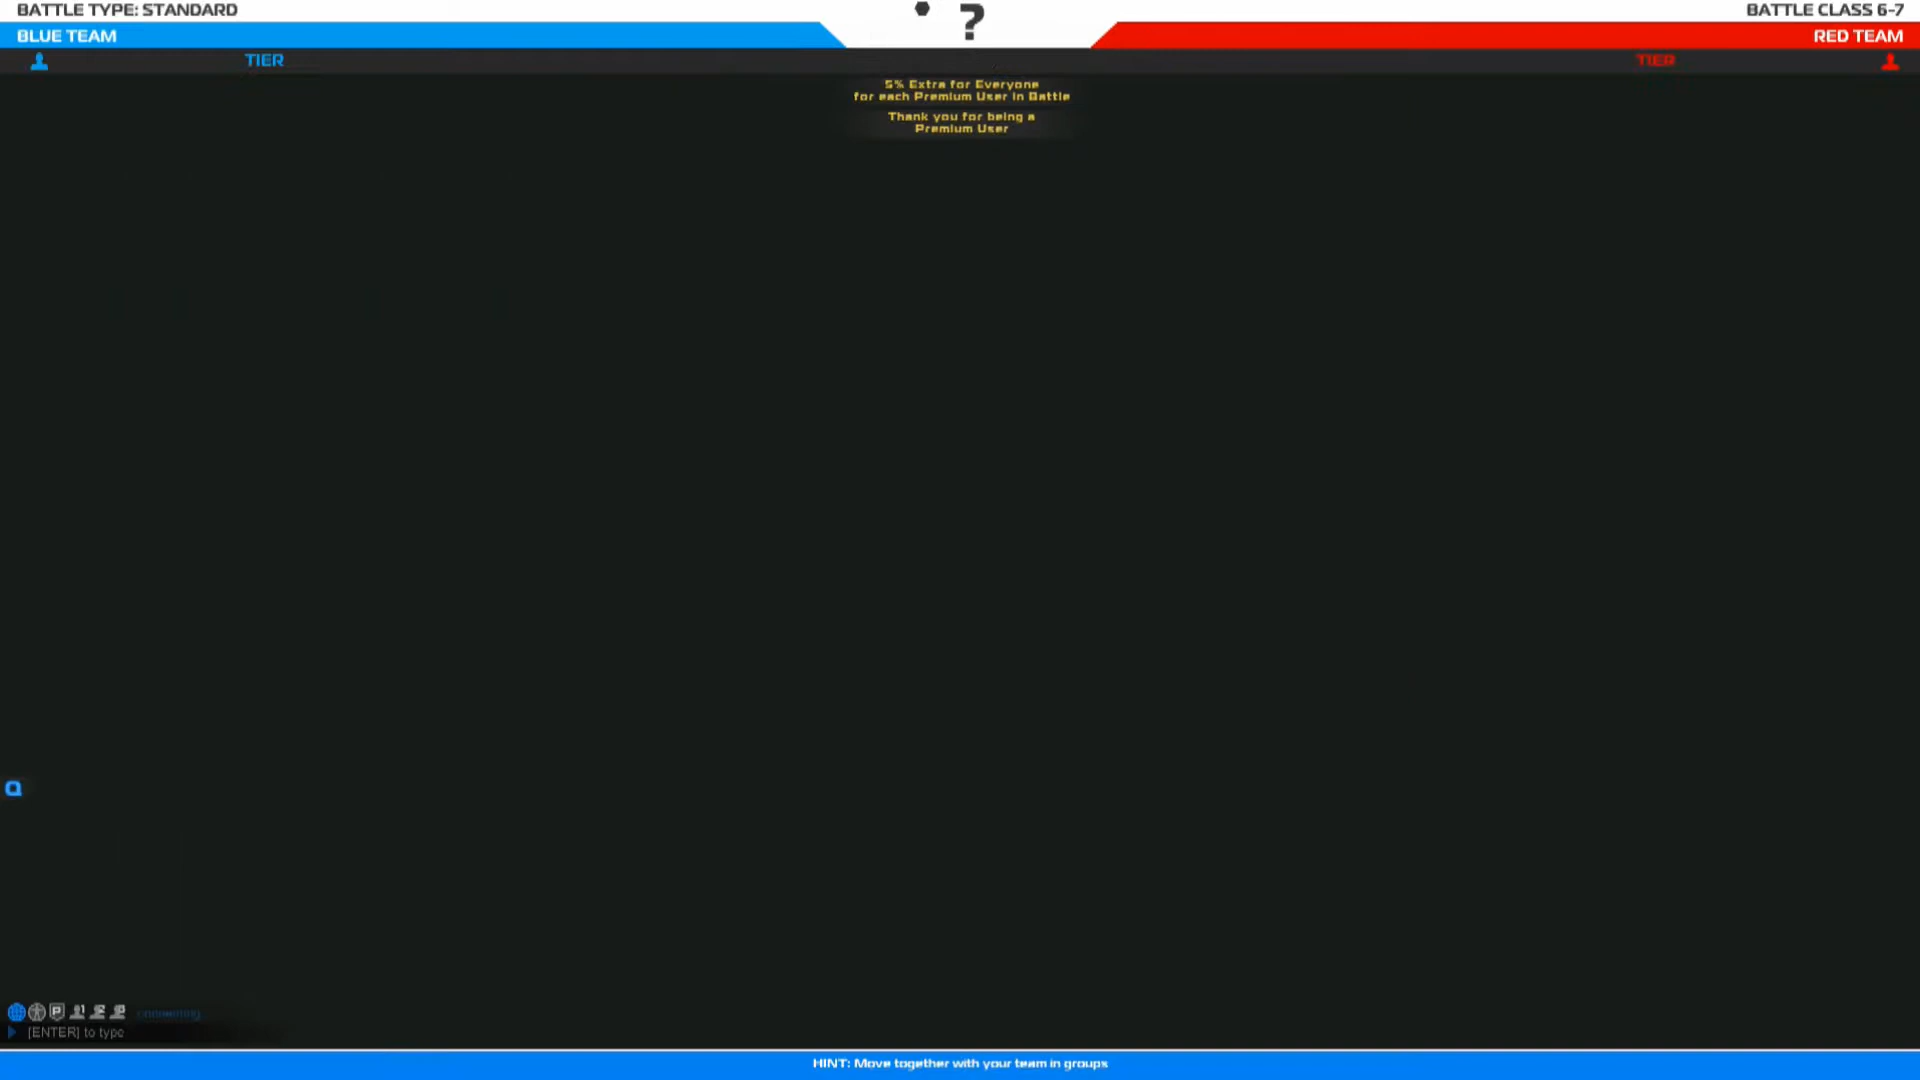 BATTLE TYPE: STANDARD
?
BATTLE CLASS 6-7
BLUE TEAM
RED TEAM
TIER
TIER
5% Extra for Everyone
for each Premium User in Battle
Thank you for being a
Premium User
Q
connecting
[ENTER] to type
HINT: Move together with your team in groups